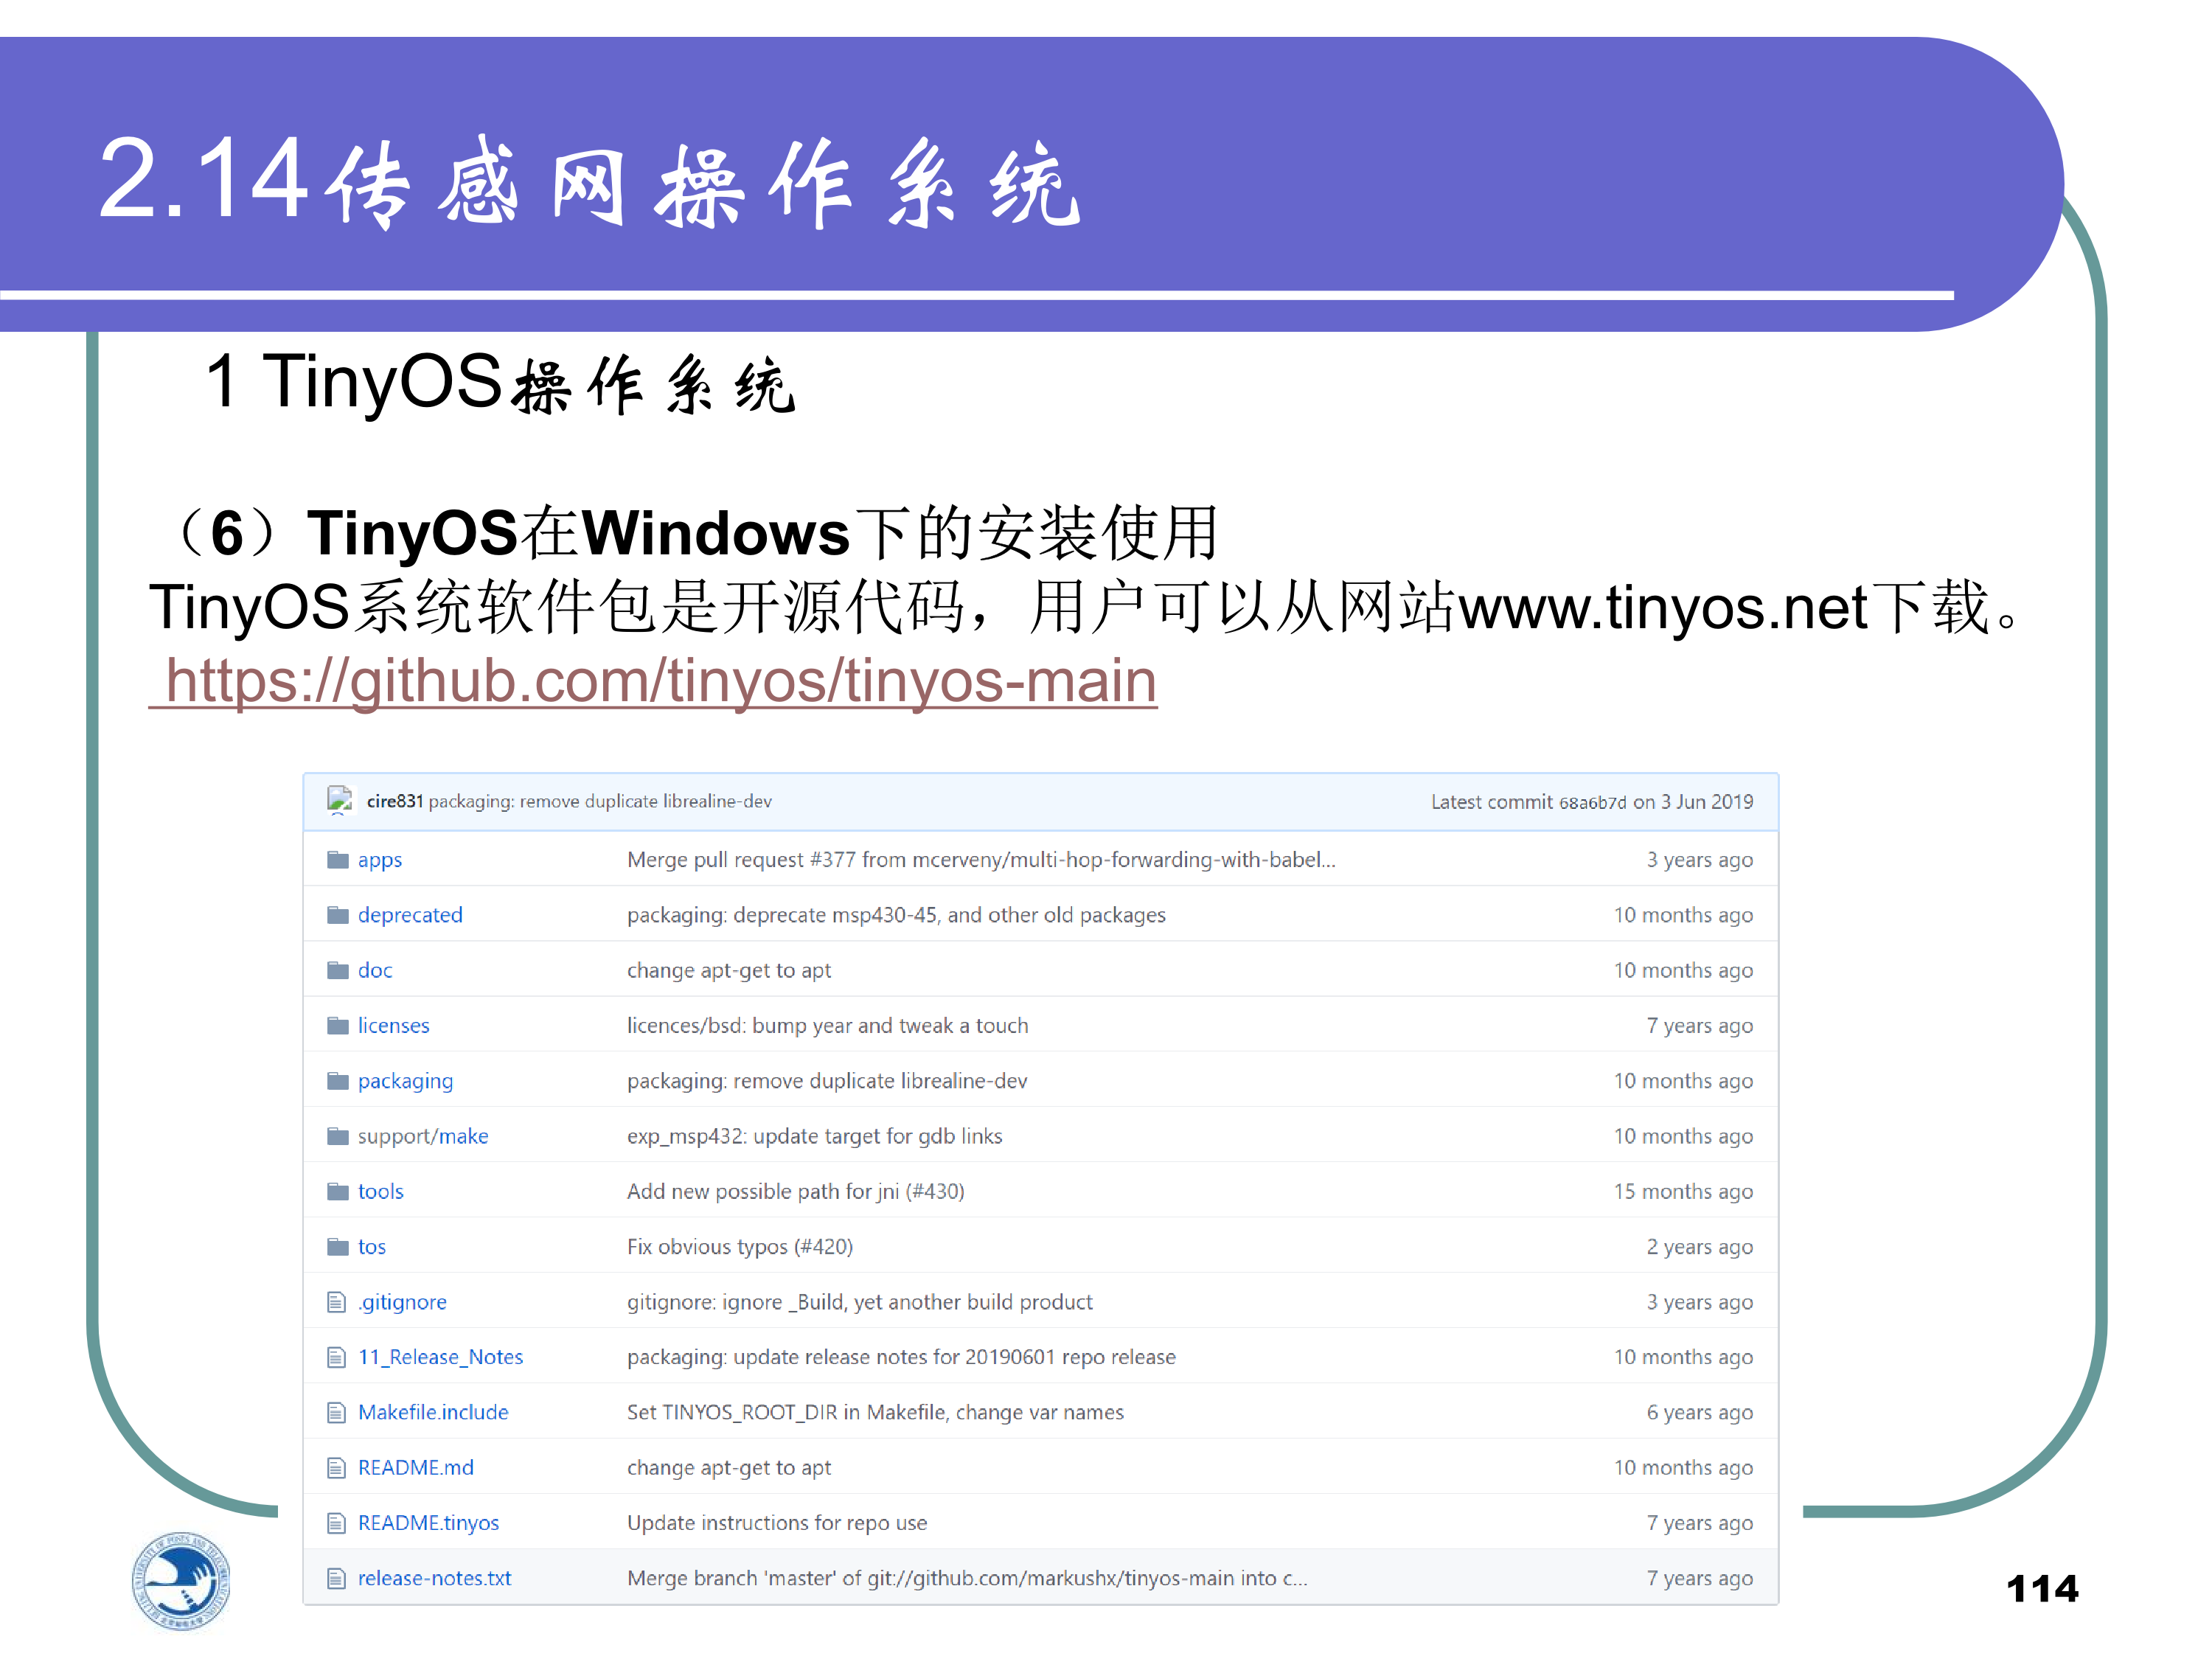 2.14传感网操作系统
1 TinyOS操作系统
（6）TinyOS在Windows下的安装使用
TinyOS系统软件包是开源代码，用户可以从网站www.tinyos.net下载。
https://github.com/tinyos/tinyos-main
cire831 packaging: remove duplicate librealine-dev Latest commit 68a6b7d on 3 Jun 2019
apps Merge pull request #377 from mcerveny/multi-hop-forwarding-with-babel... 3 years ago
deprecated packaging: deprecate msp430-45, and other old packages 10 months ago
doc change apt-get to apt 10 months ago
licenses licences/bsd: bump year and tweak a touch 7 years ago
packaging packaging: remove duplicate librealine-dev 10 months ago
support/make exp_msp432: update target for gdb links 10 months ago
tools Add new possible path for jni (#430) 15 months ago
tos Fix obvious typos (#420) 2 years ago
.gitignore gitignore: ignore _Build, yet another build product 3 years ago
11_Release_Notes packaging: update release notes for 20190601 repo release 10 months ago
Makefile.include Set TINYOS_ROOT_DIR in Makefile, change var names 6 years ago
README.md change apt-get to apt 10 months ago
README.tinyos Update instructions for repo use 7 years ago
release-notes.txt Merge branch 'master' of git://github.com/markushx/tinyos-main into c... 7 years ago
114